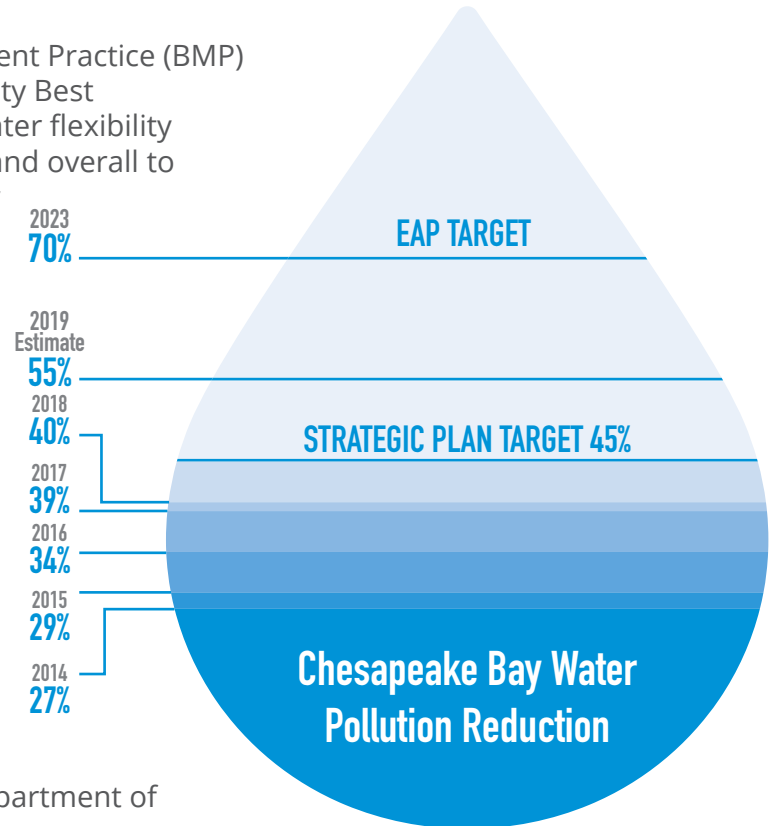 ent Practice (BMP)
ty Best
ter flexibility
and overall to
2023
70%
EAP TARGET
2019
Estimate
55%
2018
40%
STRATEGIC PLAN TARGET 45%
2017
39%
2016
34%
2015
29%
2014
27%
Chesapeake Bay Water
Pollution Reduction
partment of